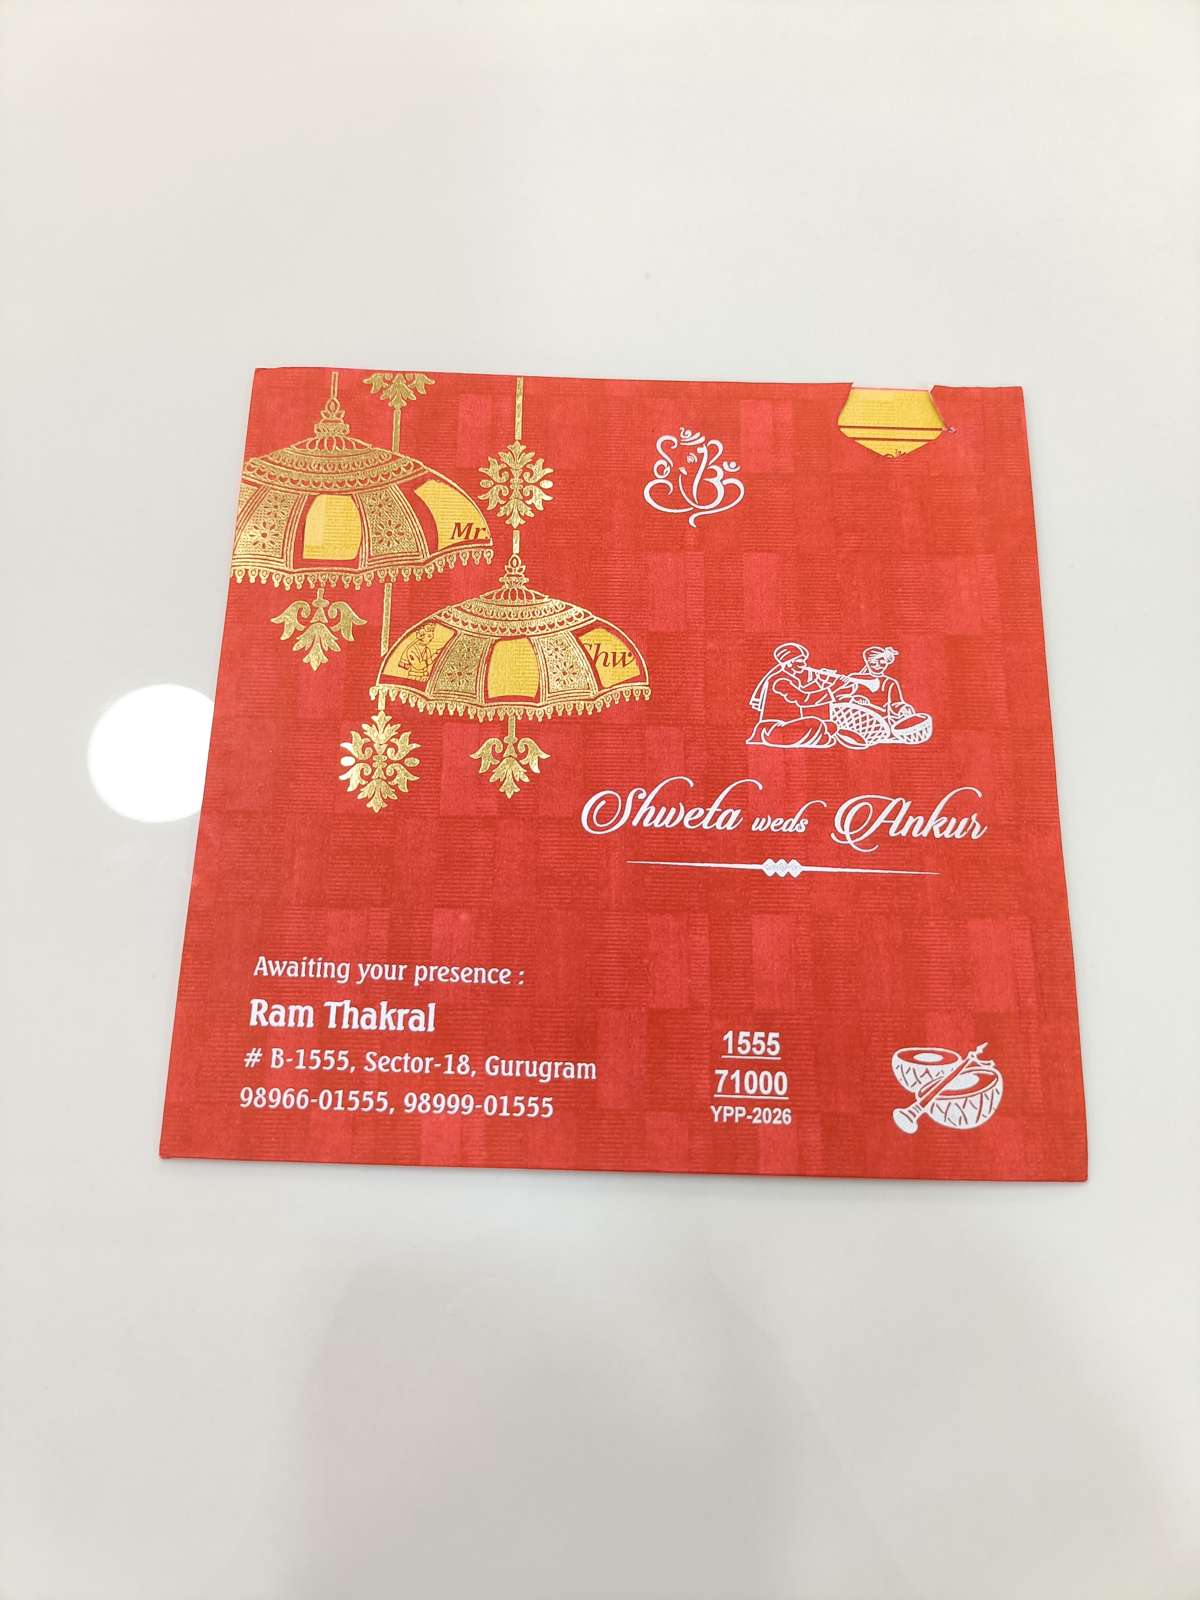 Mr.
Shw
Shweta weds Ankur
Awaiting your presence :
Ram Thakral
# B-1555, Sector-18, Gurugram
98966-01555, 98999-01555
1555
71000
YPP-2026